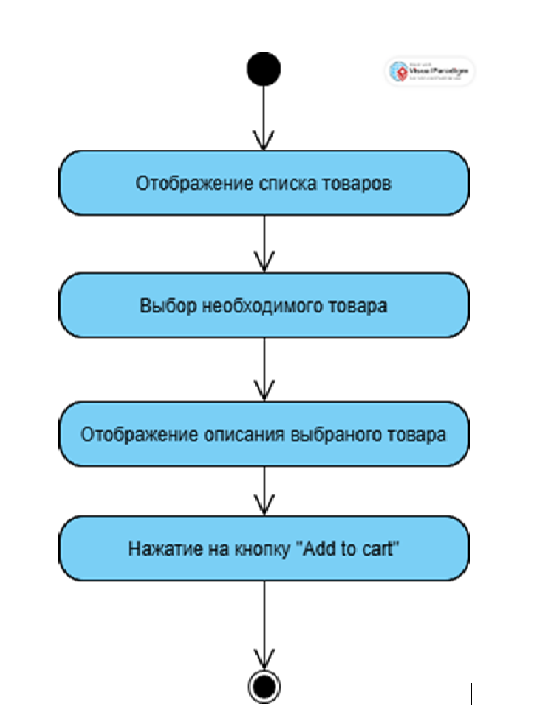 Visual Paradigm
Отображение списка товаров
Выбор необходимого товара
Отображение описания выбраного товара
Нажатие на кнопку "Add to cart"